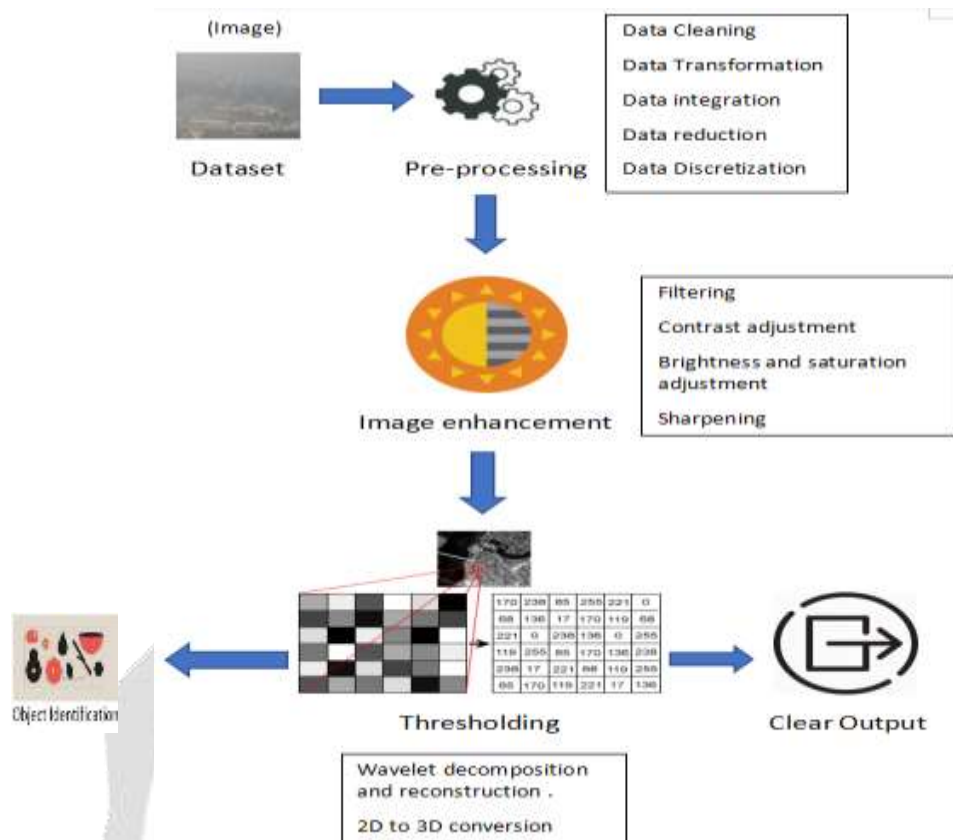 (Image)
Dataset
Pre-processing
Data Cleaning
Data Transformation
Data integration
Data reduction
Data Discretization
Image enhancement
Filtering
Contrast adjustment
Brightness and saturation
adjustment
Sharpening
170 238 85 255 221 0
68 136 17 170 119 68
221 0 238 136 0 255
119 255 85 170 136 238
238 17 221 68 119 255
85 170 119 221 17 136
Object Identification
Thresholding
Clear Output
Wavelet decomposition
and reconstruction .
2D to 3D conversion